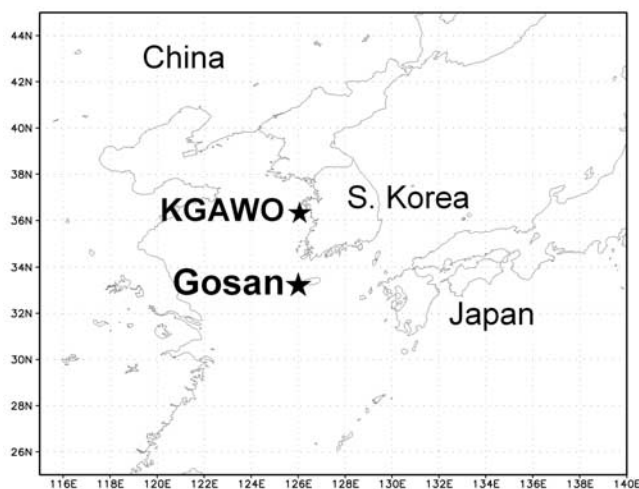 44N
China
42N
40N
38N
S. Korea
KGAWO
36N
34N
Gosan
32N
Japan
30N
28N
26N
116E 118E 120E 122E 124E 126E 128E 130E 132E 134E 136E 138E 140E